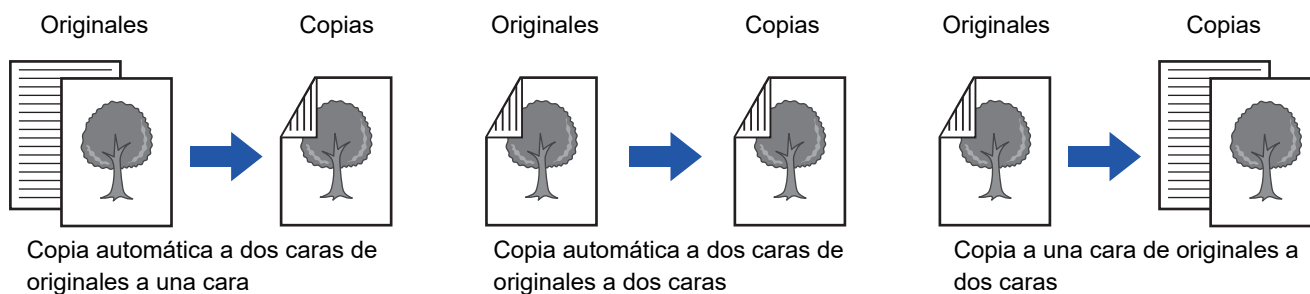 Originales Copias Originales Copias Originales Copias
Copia automática a dos caras de
originales a una cara
Copia automática a dos caras de
originales a dos caras
Copia a una cara de originales a
dos caras